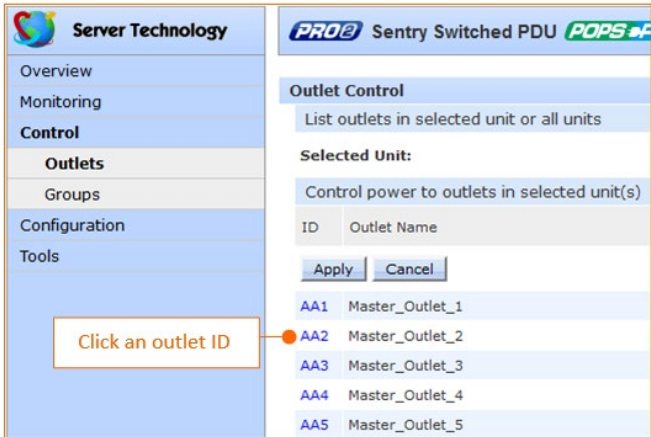 Server Technology
PRO2 Sentry Switched PDU POPS
Overview
Monitoring
Control
Outlets
Groups
Configuration
Tools
Outlet Control
List outlets in selected unit or all units
Selected Unit:
Control power to outlets in selected unit(s)
ID Outlet Name
Apply Cancel
AA1 Master_Outlet_1
AA2 Master_Outlet_2
AA3 Master_Outlet_3
AA4 Master_Outlet_4
AA5 Master_Outlet_5
Click an outlet ID